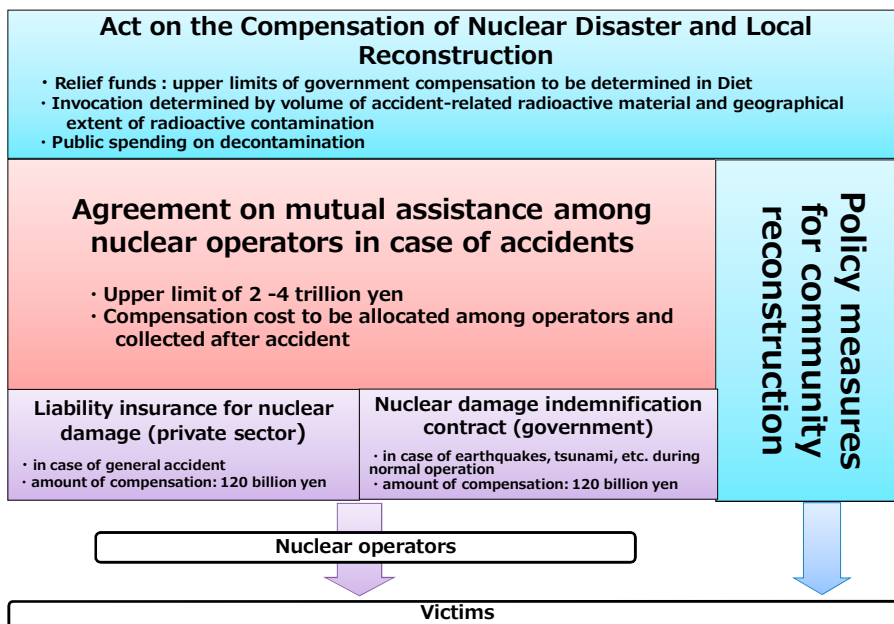 Act on the Compensation of Nuclear Disaster and Local
Reconstruction
・Relief funds : upper limits of government compensation to be determined in Diet
・Invocation determined by volume of accident-related radioactive material and geographical
extent of radioactive contamination
・Public spending on decontamination
Agreement on mutual assistance among
nuclear operators in case of accidents
・Upper limit of 2 -4 trillion yen
・Compensation cost to be allocated among operators and
collected after accident
Policy measures
for community
reconstruction
Liability insurance for nuclear
damage (private sector)
・in case of general accident
・amount of compensation: 120 billion yen
Nuclear damage indemnification
contract (government)
・in case of earthquakes, tsunami, etc. during
normal operation
・amount of compensation: 120 billion yen
Nuclear operators
Victims